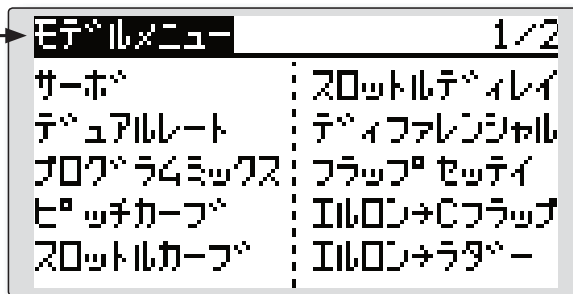 モデルメニュー 1/2
サーボ スロットルディレイ
デュアルレート ディファレンシャル
プログラムミックス フラップセッテイ
ピッチカーブ エルロン→Cフラップ
スロットルカーブ エルロン→ラダー